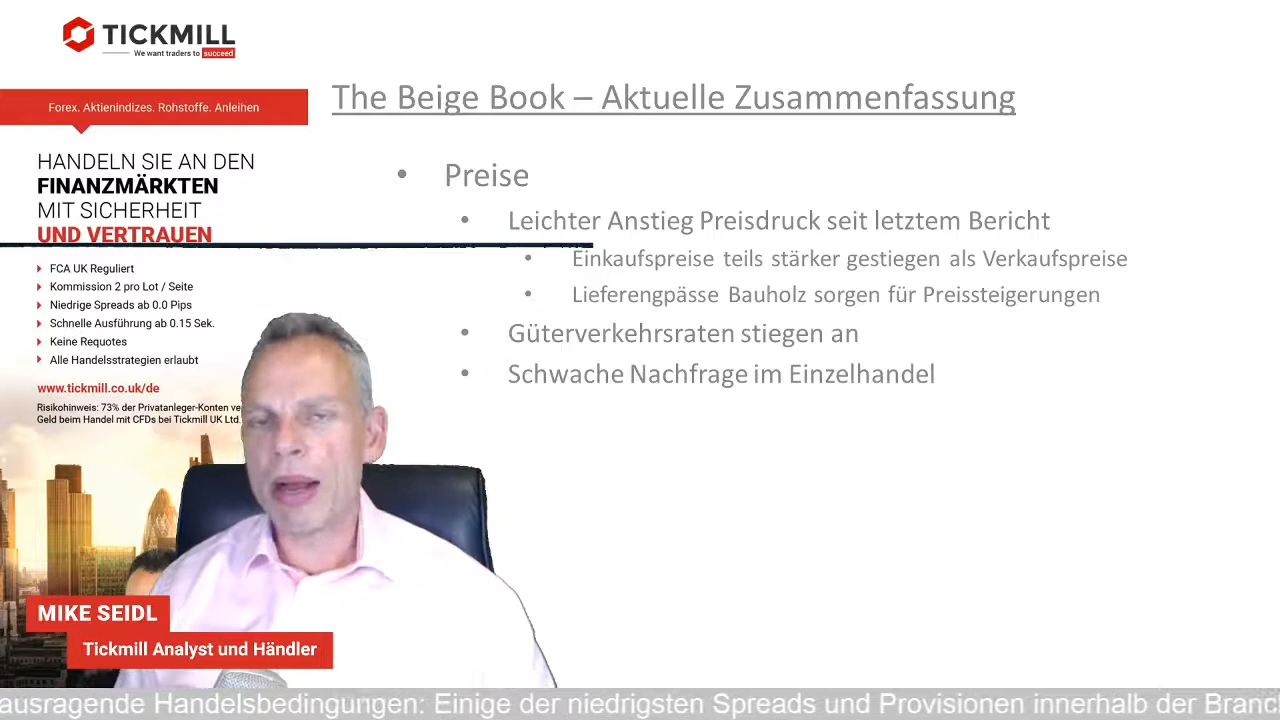 TICKMILL
We want traders to succeed
Forex. Aktienindizes. Rohstoffe. Anleihen
HANDELN SIE AN DEN
FINANZMÄRKTEN
MIT SICHERHEIT
UND VERTRAUEN
FCA UK Reguliert
Kommission 2 pro Lot / Seite
Niedrige Spreads ab 0.0 Pips
Schnelle Ausführung ab 0.15 Sek.
Keine Requotes
Alle Handelsstrategien erlaubt
www.tickmill.co.uk/de
Risikohinweis: 73% der Privatanleger-Konten ve
Geld beim Handel mit CFDs bei Tickmill UK Ltd.
The Beige Book – Aktuelle Zusammenfassung
• Preise
• Leichter Anstieg Preisdruck seit letztem Bericht
• Einkaufspreise teils stärker gestiegen als Verkaufspreise
• Lieferengpässe Bauholz sorgen für Preissteigerungen
• Güterverkehrsraten stiegen an
• Schwache Nachfrage im Einzelhandel
MIKE SEIDL
Tickmill Analyst und Händler
ausragende Handelsbedingungen: Einige der niedrigsten Spreads und Provisionen innerhalb der Branc